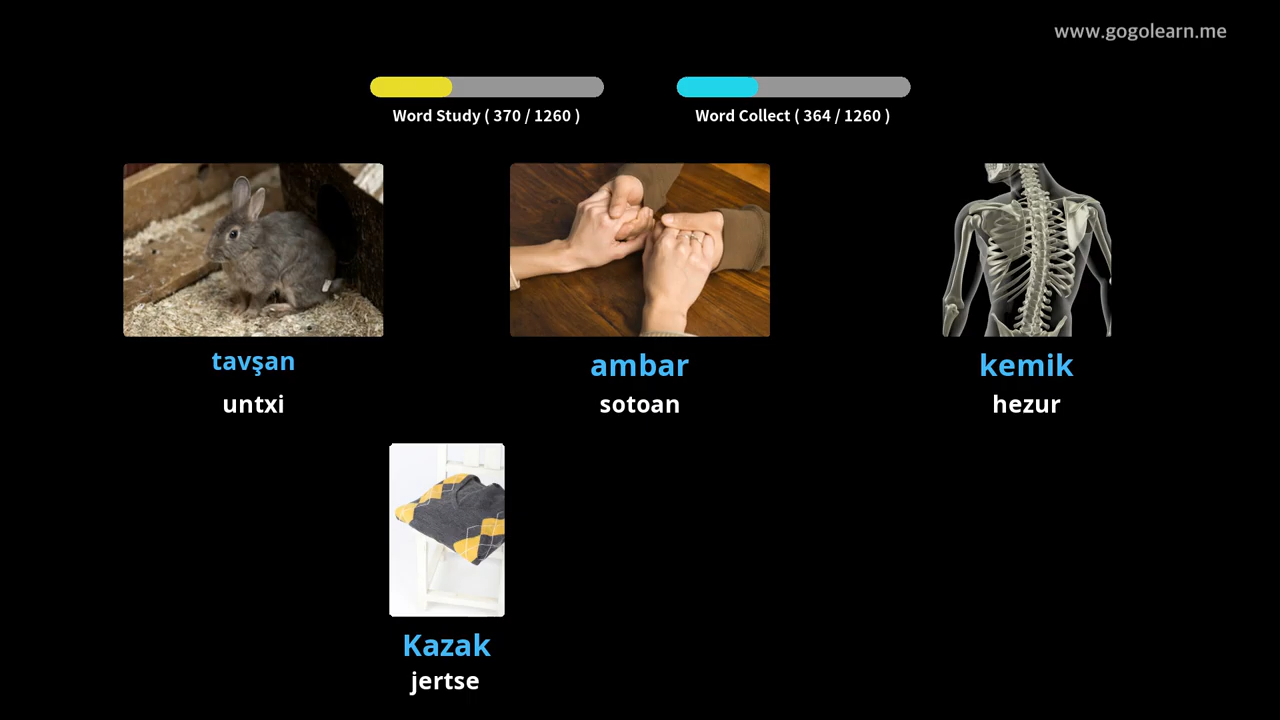 www.gogolearn.me
Word Study ( 370 / 1260 )
Word Collect ( 364 / 1260 )
tavşan
untxi
ambar
sotoan
kemik
hezur
Kazak
jertse